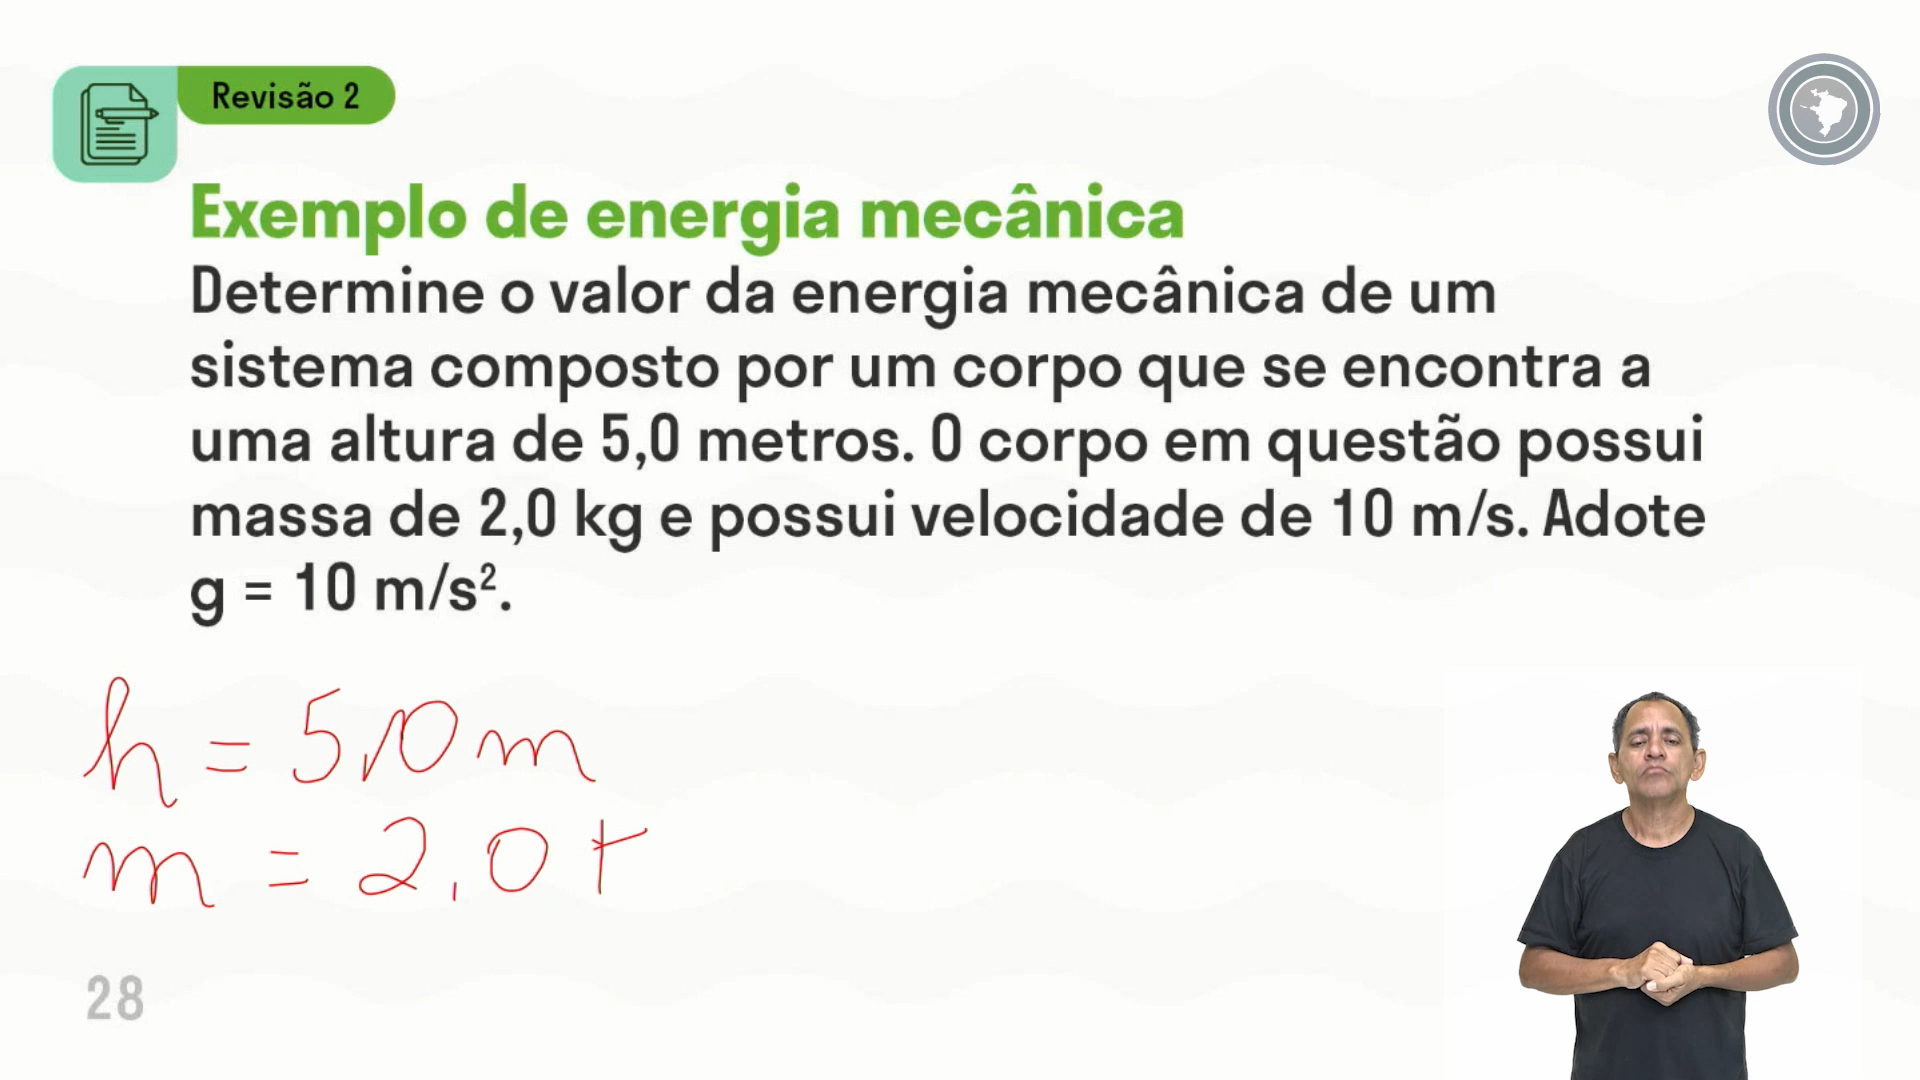 Revisão 2
Exemplo de energia mecânica
Determine o valor da energia mecânica de um
sistema composto por um corpo que se encontra a
uma altura de 5,0 metros. O corpo em questão possui
massa de 2,0 kg e possui velocidade de 10 m/s. Adote
g = 10 m/s².
h = 5,0 m
m = 2,0
28